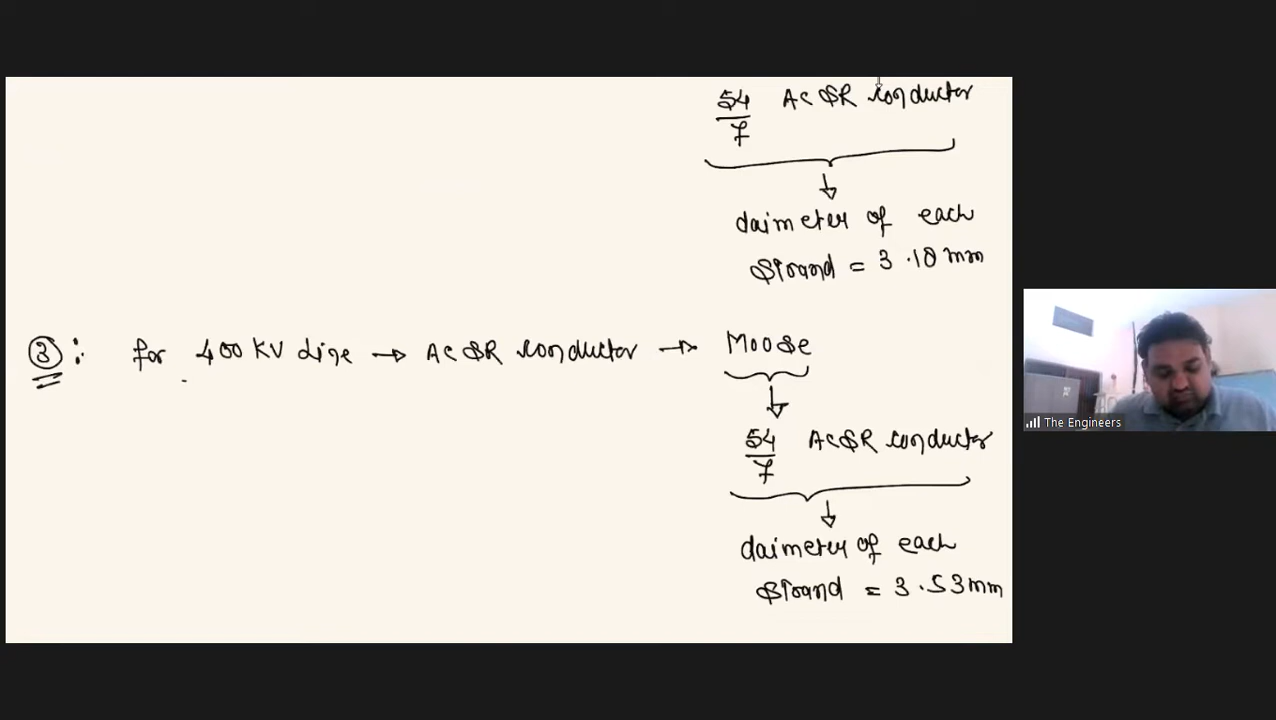 54/7 ACSR conductor
daimeter of each
strand = 3.18 mm
③: for 400 KV line → ACSR conductor → Moose
54/7 ACSR conductor
daimeter of each
strand = 3.53mm
The Engineers